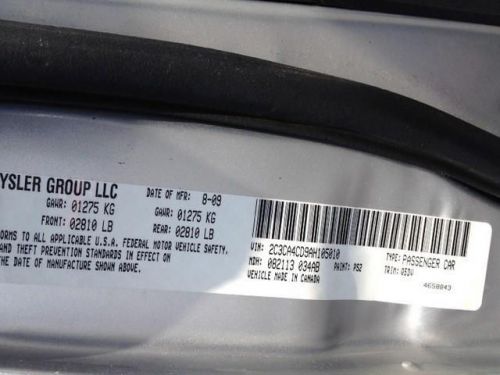 YSLER GROUP LLC
DATE OF MFR: 8-09
GAWR: 01275 KG
GAWR: 01275 KG
FRONT: 02810 LB
REAR: 02810 LB
ORMS TO ALL APPLICABLE U.S.A. FEDERAL MOTOR VEHICLE SAFETY,
AND THEFT PREVENTION STANDARDS IN EFFECT ON
THE DATE OF MANUFACTURE SHOWN ABOVE.
VIN: 2C3CA4CD9AH105010
TYPE: PASSENGER CAR
MDH: 082113 034AB
PAINT: PS2
TRIM:
VEHICLE MADE IN CANADA
4658043